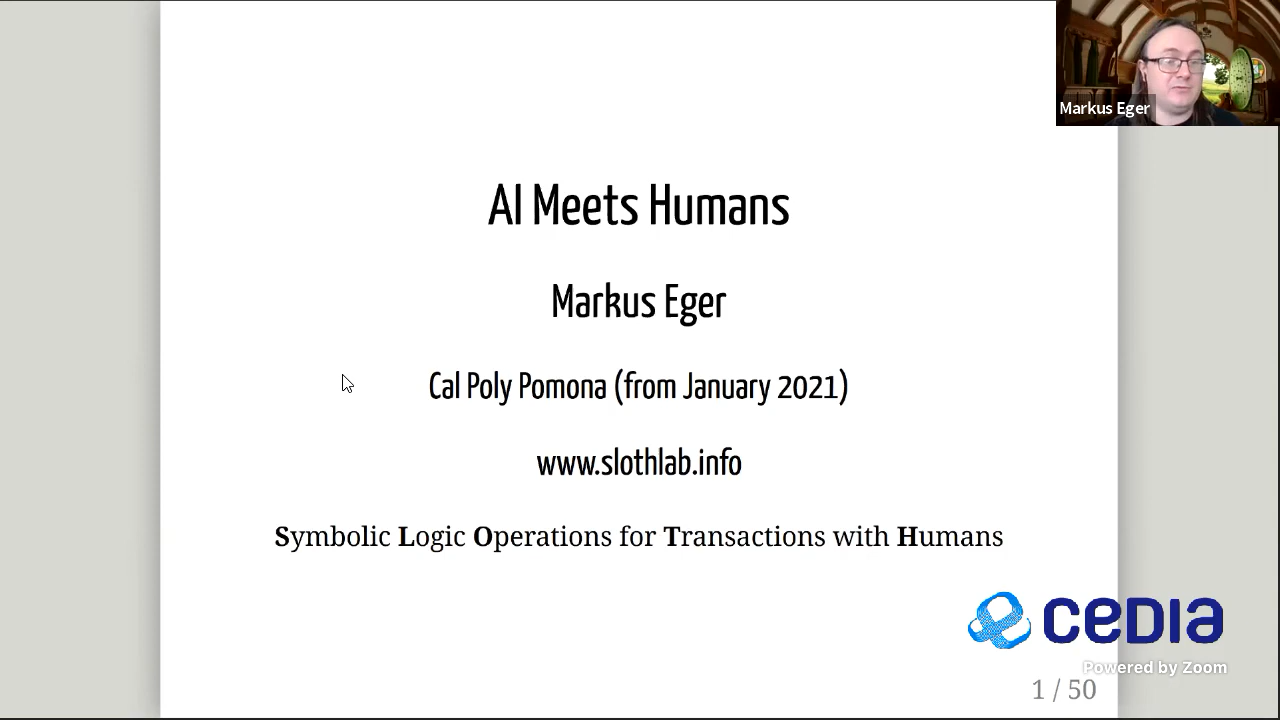 Markus Eger
AI Meets Humans
Markus Eger
Cal Poly Pomona (from January 2021)
www.slothlab.info
Symbolic Logic Operations for Transactions with Humans
CEDIA
Powered by Zoom
1 / 50